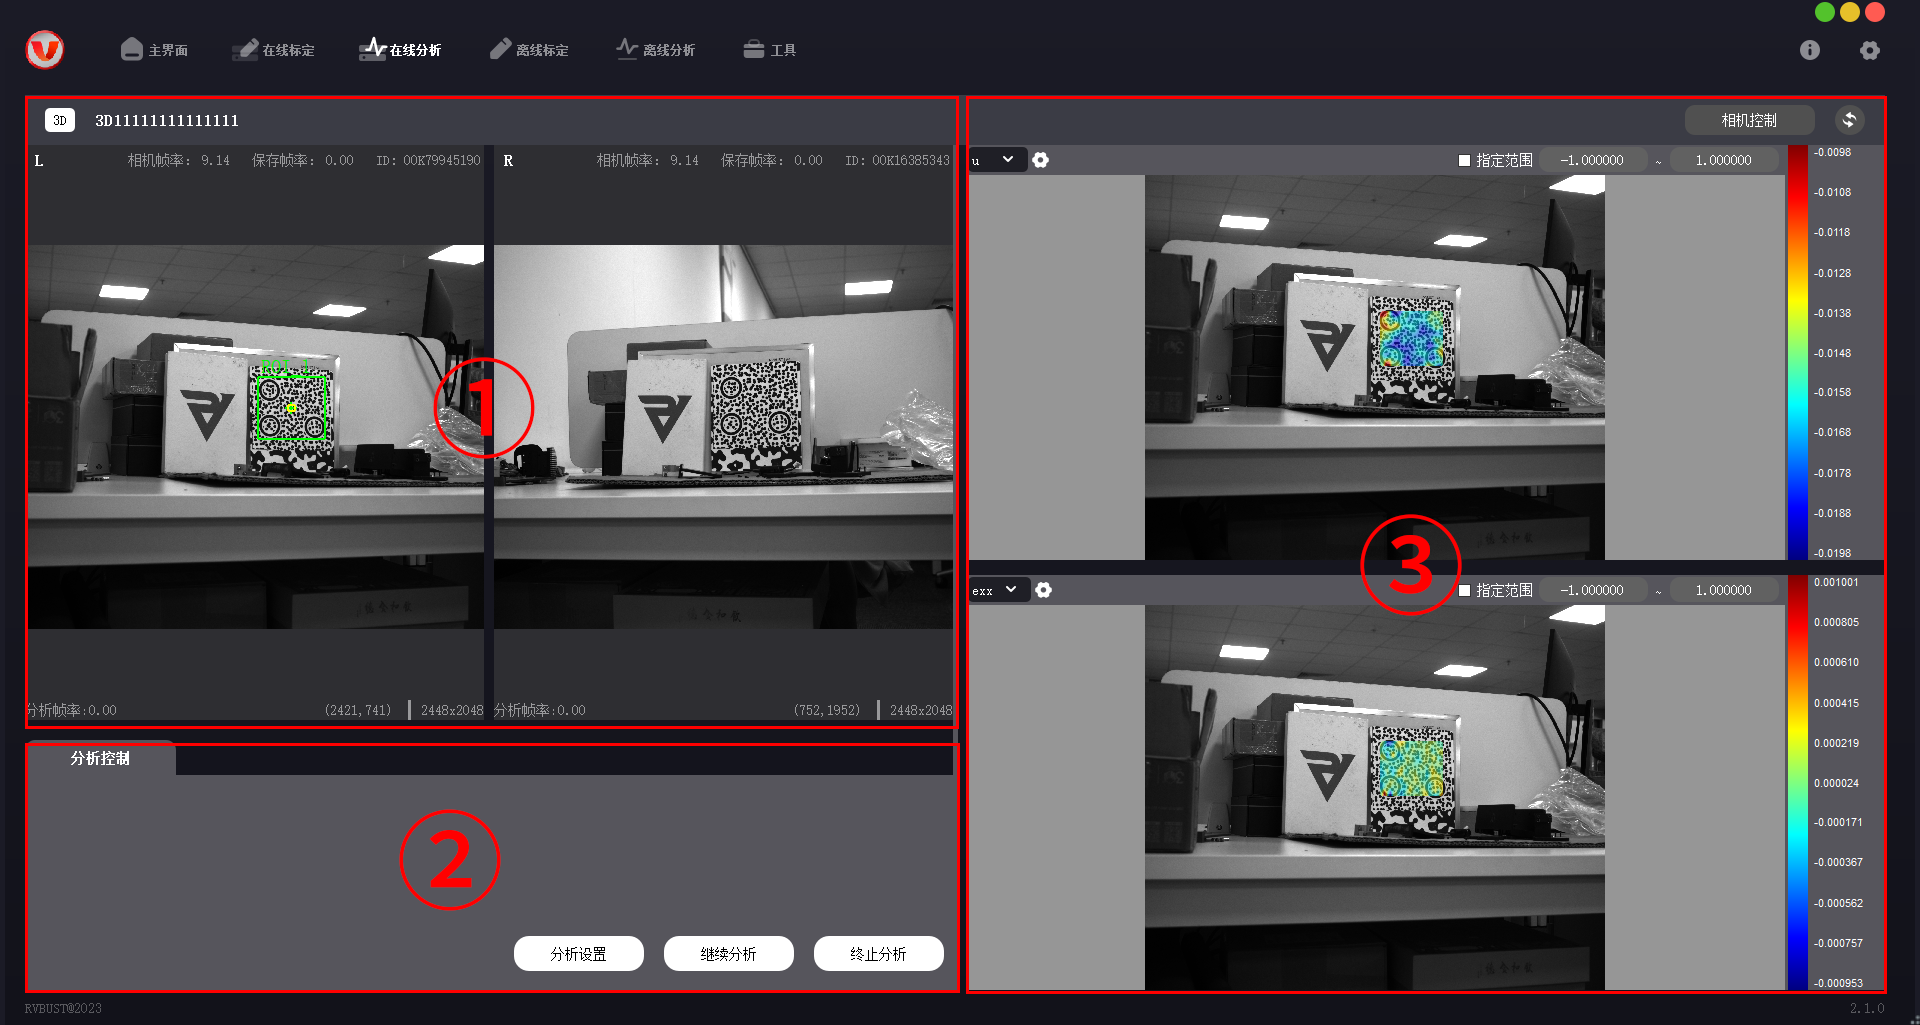 主界面 在线标定 在线分析 离线标定 离线分析 工具
3D 3D11111111111111
L 相机帧率: 9.14 保存帧率: 0.00 ID: 00K79945190
R 相机帧率: 9.14 保存帧率: 0.00 ID: 00K16385343
分析帧率:0.00 (2421,741) 2448x2048
分析帧率:0.00 (752,1952) 2448x2048
1
分析控制
2
分析设置 继续分析 终止分析
相机控制
u 指定范围 -1.000000 ~ 1.000000
-0.0098
-0.0108
-0.0118
-0.0128
-0.0138
-0.0148
-0.0158
-0.0168
-0.0178
-0.0188
-0.0198
3
exx 指定范围 -1.000000 ~ 1.000000
0.001001
0.000805
0.000610
0.000415
0.000219
0.000024
-0.000171
-0.000367
-0.000562
-0.000757
-0.000953
RVBUST@2023
2.1.0